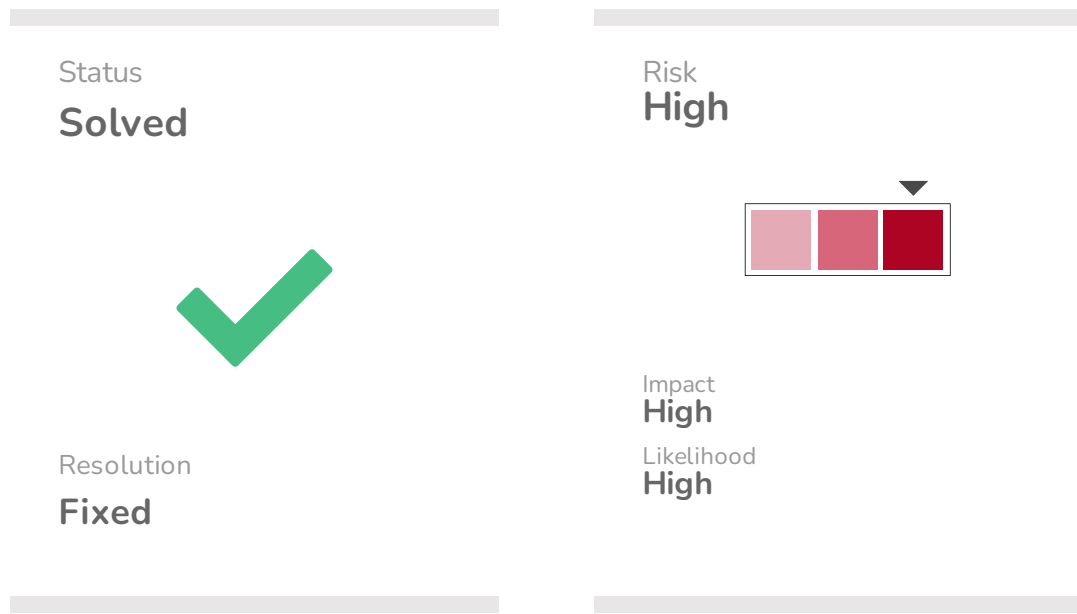 Status
Solved
Resolution
Fixed
Risk
High
Impact
High
Likelihood
High